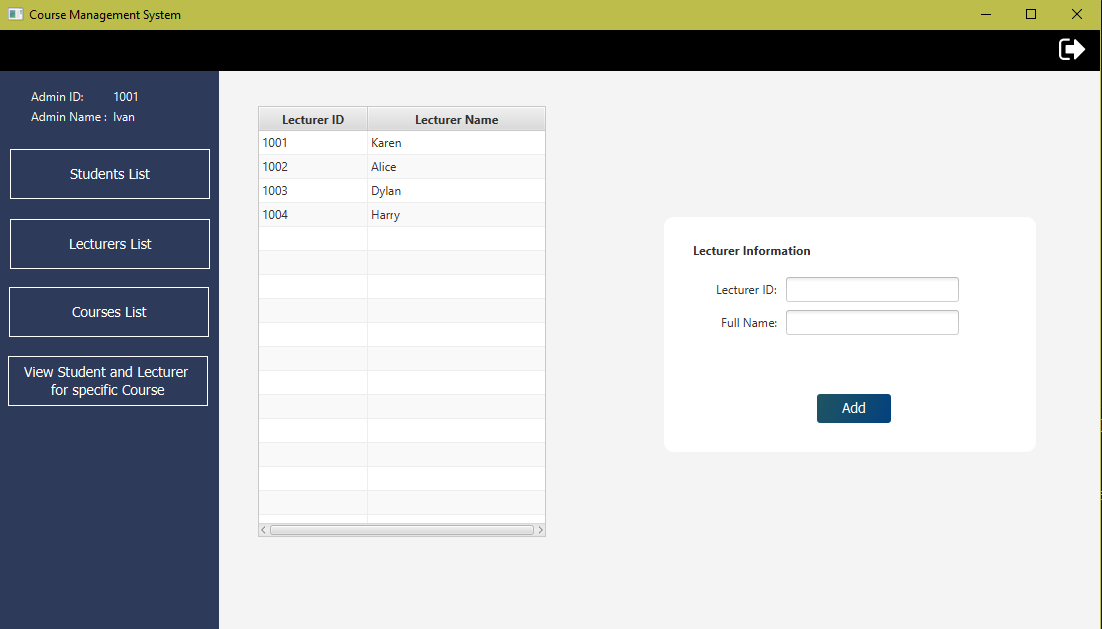 Course Management System
Admin ID: 1001
Admin Name : Ivan
Students List
Lecturers List
Courses List
View Student and Lecturer
for specific Course
Lecturer ID Lecturer Name
1001 Karen
1002 Alice
1003 Dylan
1004 Harry
Lecturer Information
Lecturer ID:
Full Name:
Add